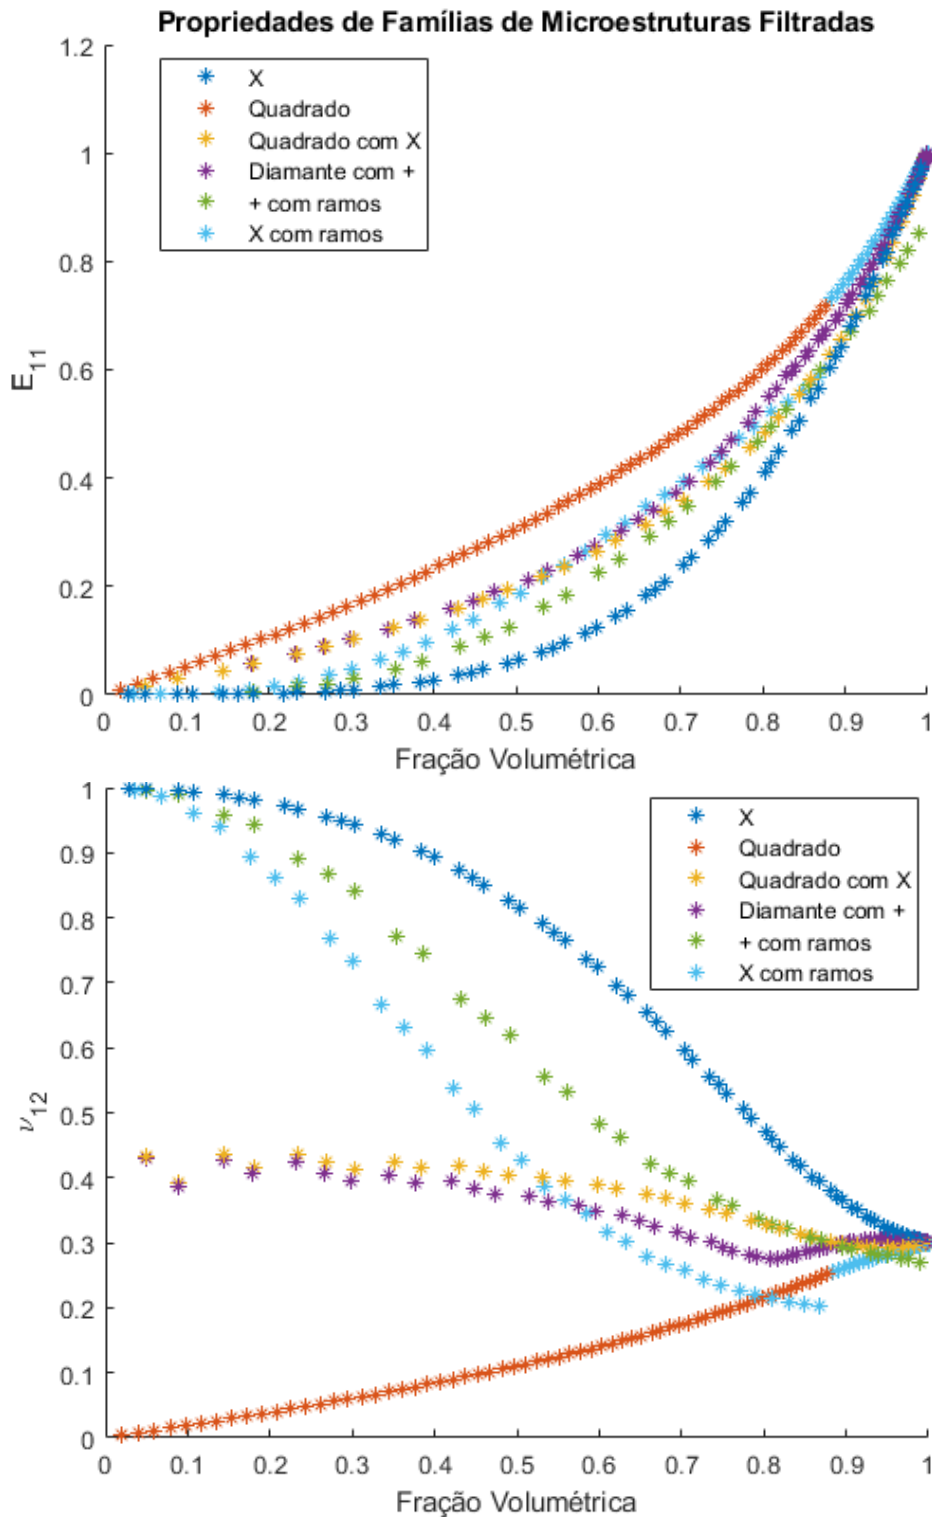 Propriedades de Famílias de Microestruturas Filtradas
1.2
1
0.8
0.6
0.4
0.2
0
E11
X
Quadrado
Quadrado com X
Diamante com +
+ com ramos
X com ramos
0 0.1 0.2 0.3 0.4 0.5 0.6 0.7 0.8 0.9 1
Fração Volumétrica
1
0.9
0.8
0.7
0.6
0.5
0.4
0.3
0.2
0.1
0
ν12
X
Quadrado
Quadrado com X
Diamante com +
+ com ramos
X com ramos
0 0.1 0.2 0.3 0.4 0.5 0.6 0.7 0.8 0.9 1
Fração Volumétrica